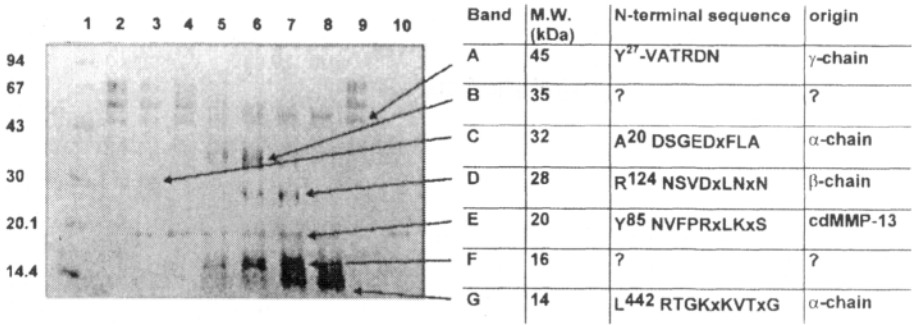 1 2 3 4 5 6 7 8 9 10
94
67
43
30
20.1
14.4
Band M.W. (kDa) N-terminal sequence origin
A 45 Y27-VATRDN γ-chain
B 35 ? ?
C 32 A20 DSGEDxFLA α-chain
D 28 R124 NSVDxLNxN β-chain
E 20 Y85 NVFPRxLKxS cdMMP-13
F 16 ? ?
G 14 L442 RTGKxKVTxG α-chain